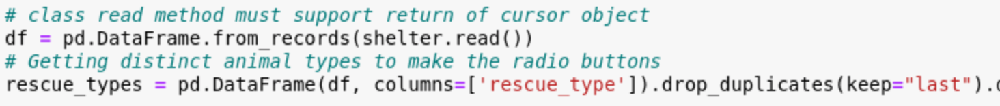 # class read method must support return of cursor object
df = pd.DataFrame.from_records(shelter.read())
# Getting distinct animal types to make the radio buttons
rescue_types = pd.DataFrame(df, columns=['rescue_type']).drop_duplicates(keep="last").